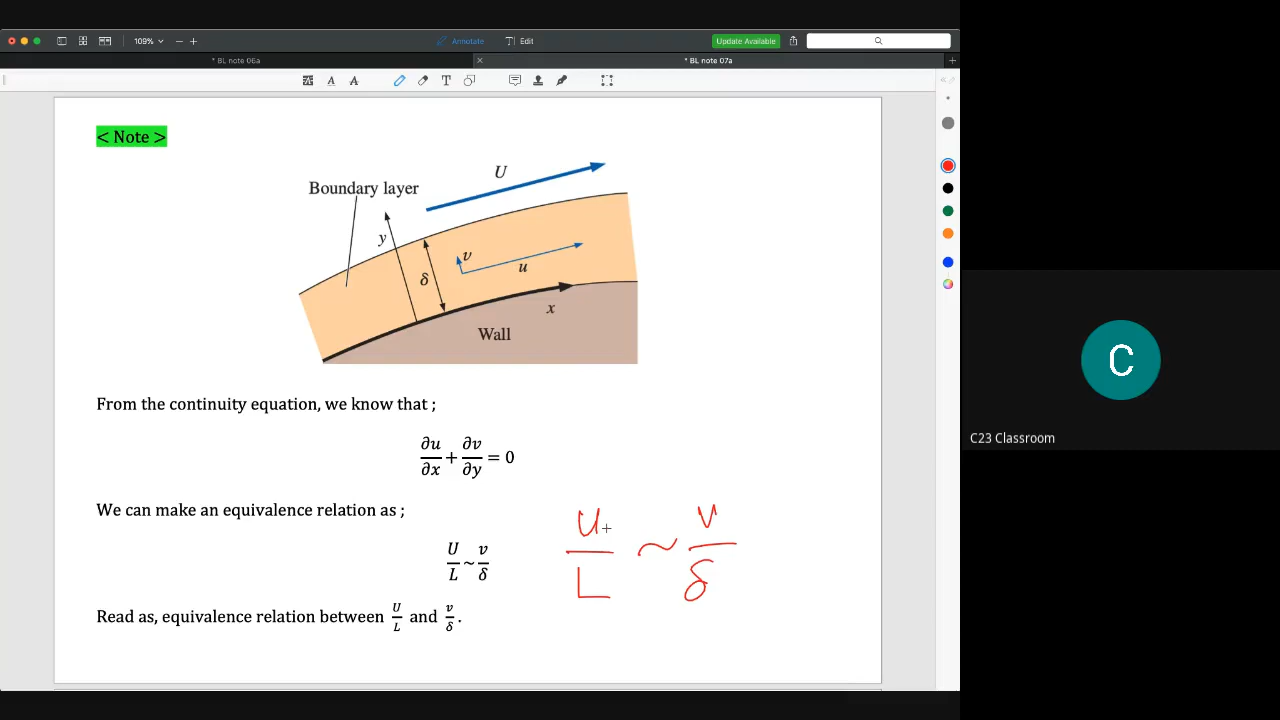 109%
Annotate
Edit
Update Available
* BL note 06a
* BL note 07a
A A
T
< Note >
U
Boundary layer
y
v
δ
u
x
Wall
From the continuity equation, we know that ;
∂u/∂x + ∂v/∂y = 0
We can make an equivalence relation as ;
U/L ~ v/δ
U/L ~ v/δ
Read as, equivalence relation between U/L and v/δ.
C
C23 Classroom